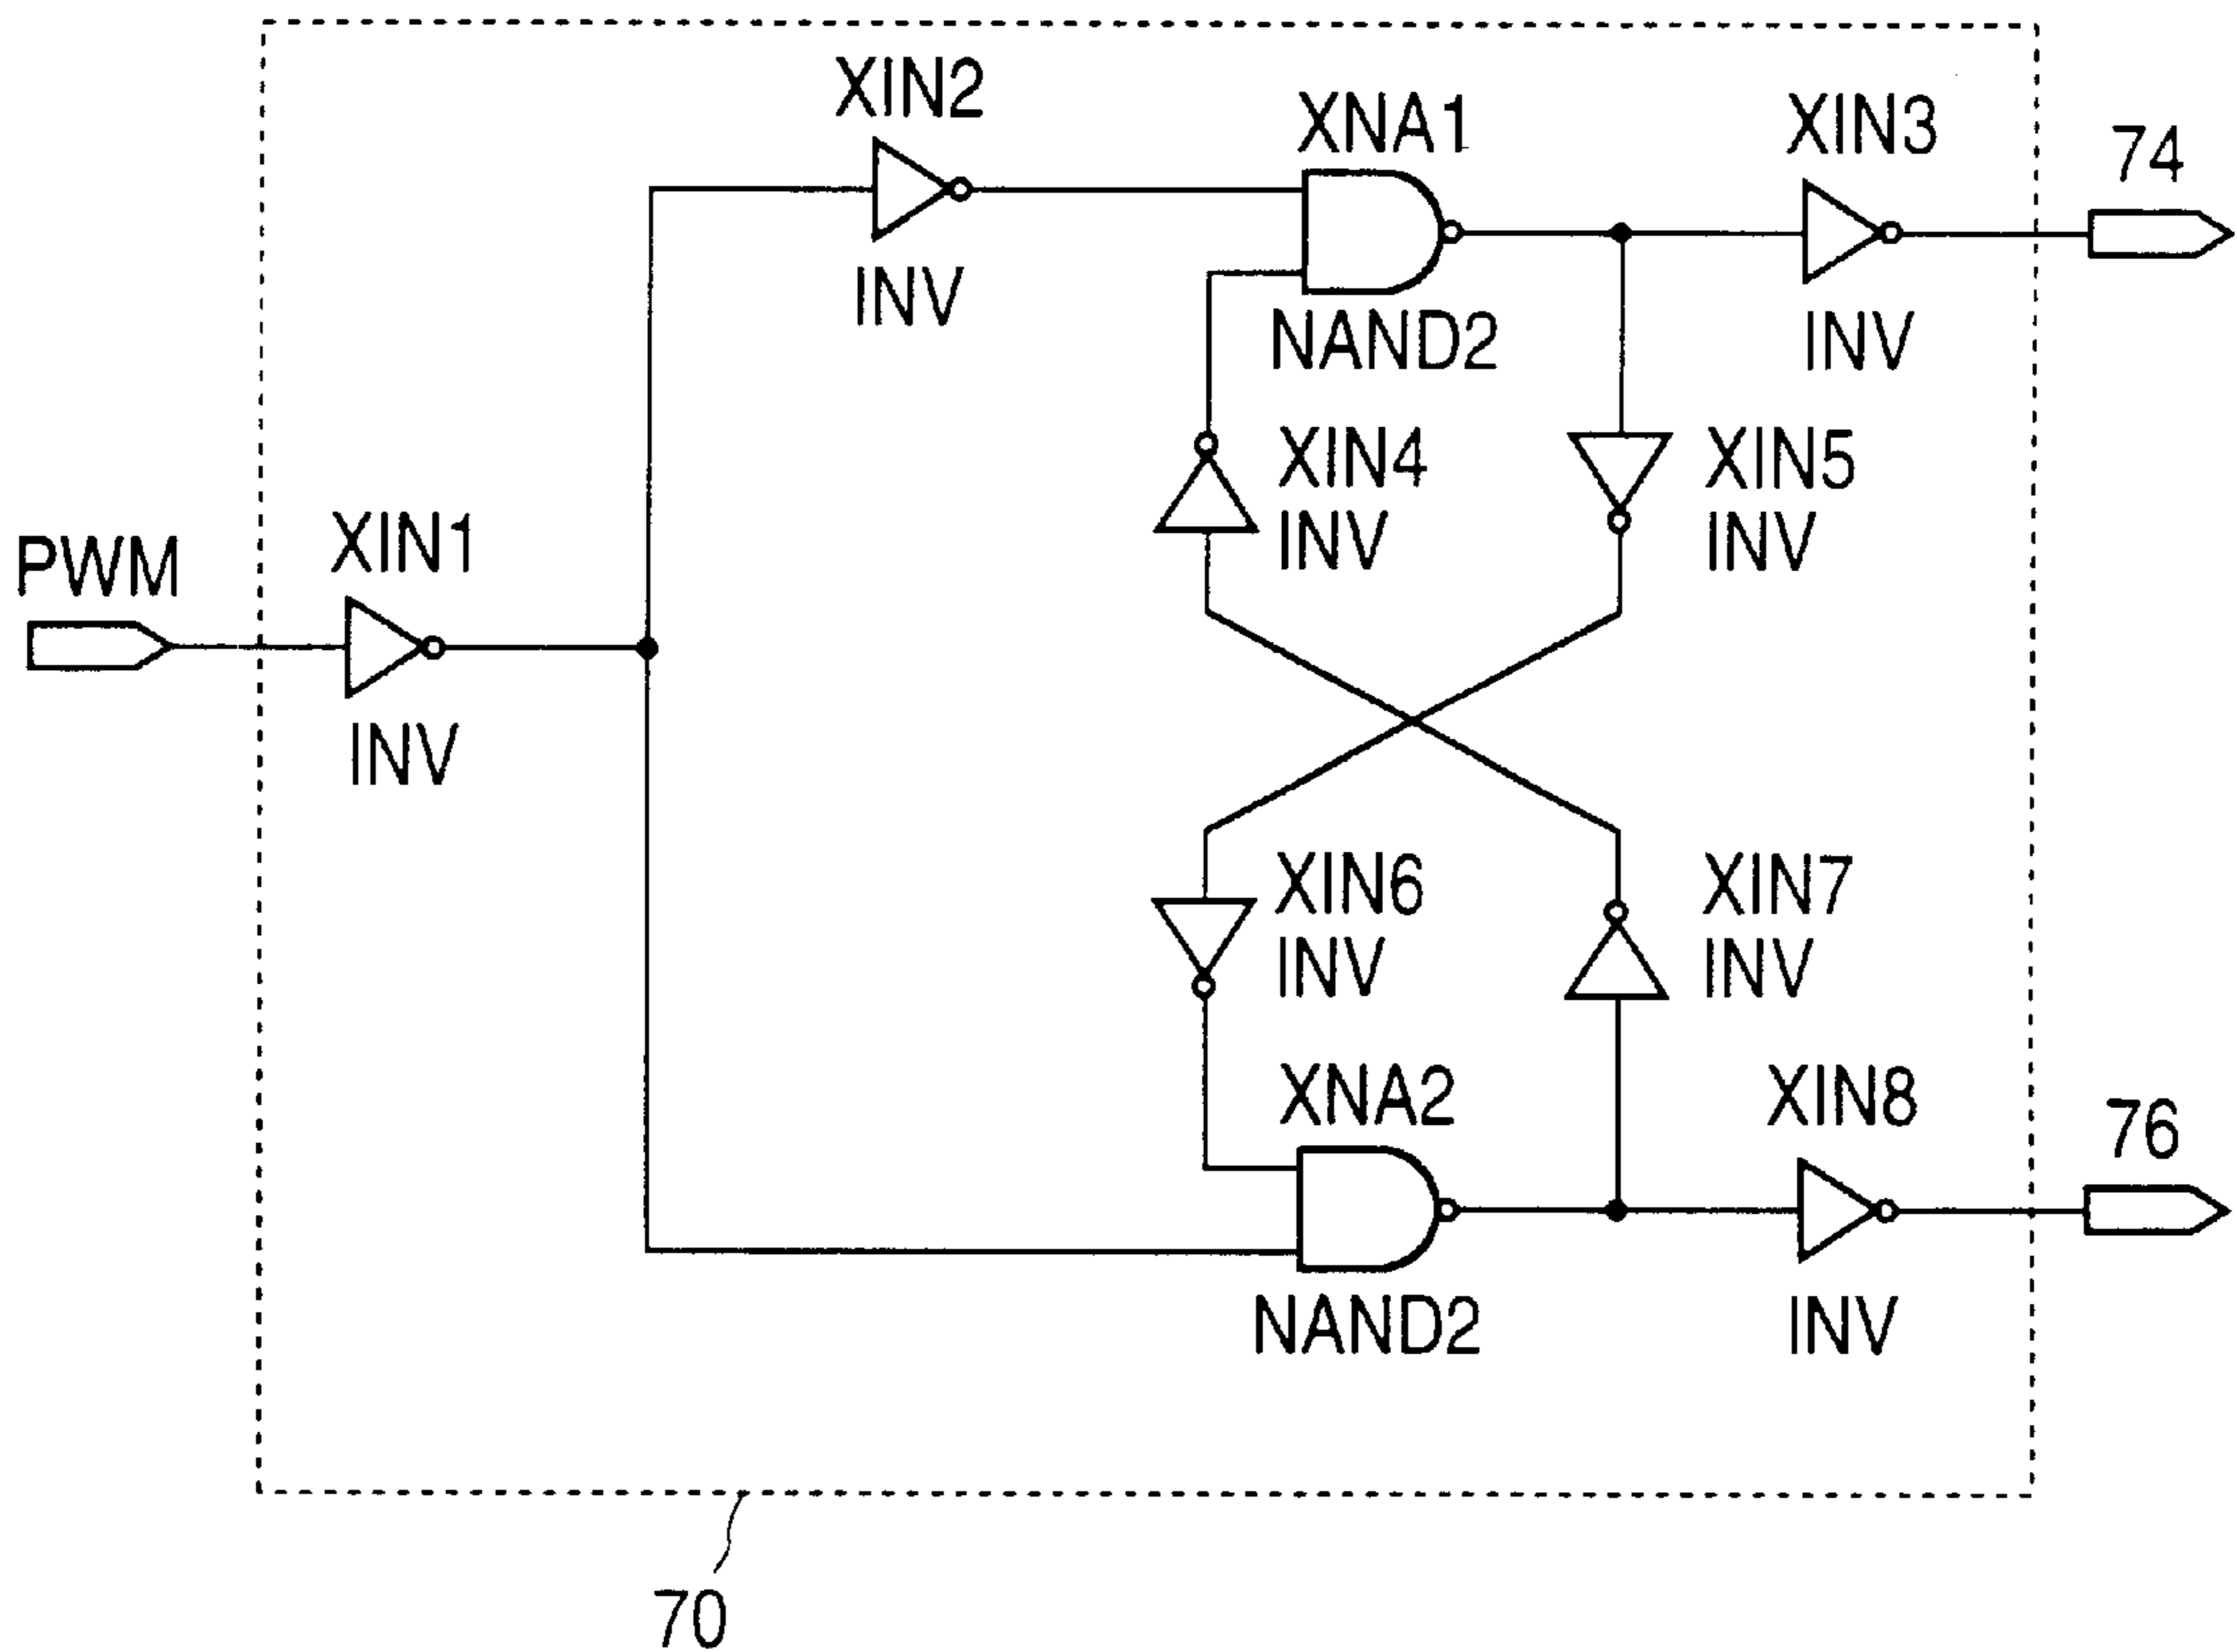 XIN2
XNA1
XIN3
74
INV
NAND2
INV
XIN4
INV
XIN5
INV
PWM
XIN1
INV
XIN6
INV
XIN7
INV
XNA2
XIN8
76
NAND2
INV
70